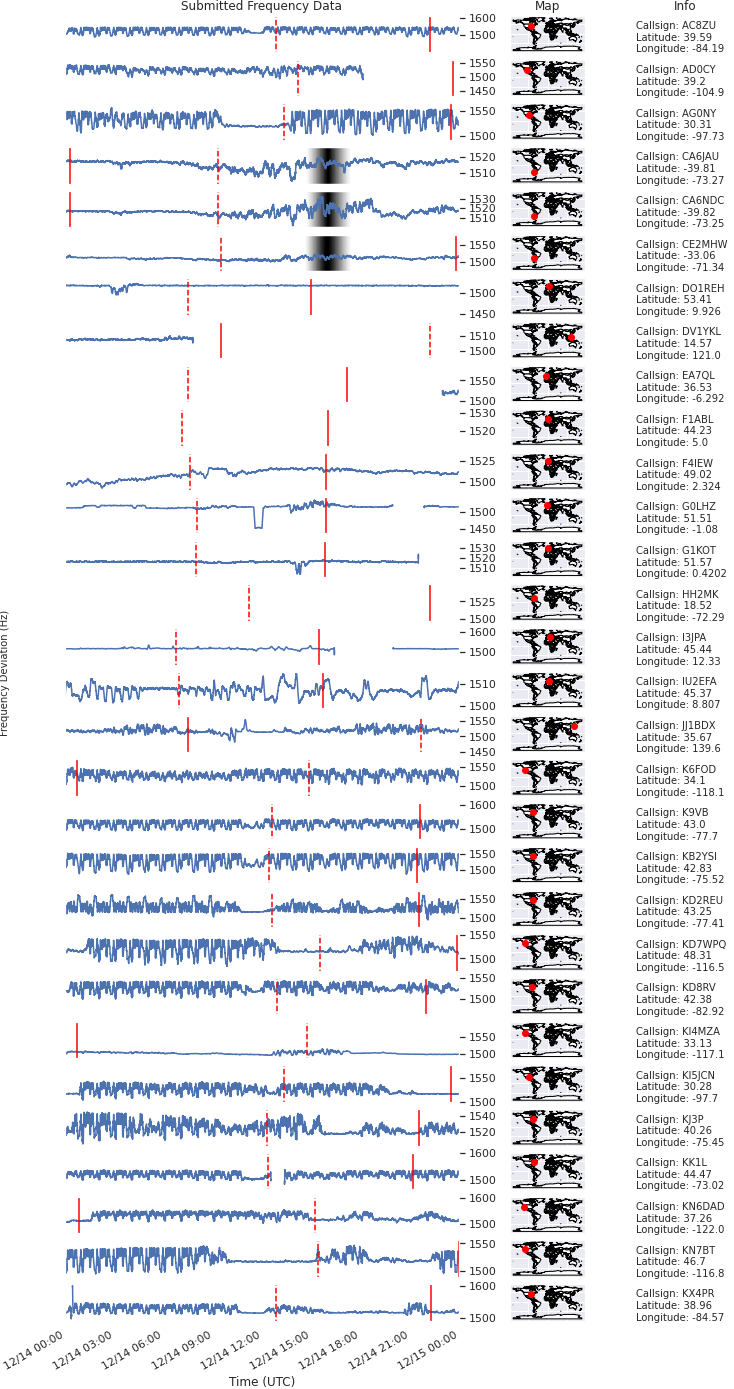 Submitted Frequency Data
Map
Info
1600
1500
Callsign: AC8ZU
Latitude: 39.59
Longitude: -84.19
1550
1500
1450
Callsign: AD0CY
Latitude: 39.2
Longitude: -104.9
1550
1500
Callsign: AG0NY
Latitude: 30.31
Longitude: -97.73
1520
1510
Callsign: CA6JAU
Latitude: -39.81
Longitude: -73.27
1530
1520
1510
Callsign: CA6NDC
Latitude: -39.82
Longitude: -73.25
1550
1500
Callsign: CE2MHW
Latitude: -33.06
Longitude: -71.34
1500
1450
Callsign: DO1REH
Latitude: 53.41
Longitude: 9.926
1510
1500
Callsign: DV1YKL
Latitude: 14.57
Longitude: 121.0
1550
1500
Callsign: EA7QL
Latitude: 36.53
Longitude: -6.292
1530
1520
Callsign: F1ABL
Latitude: 44.23
Longitude: 5.0
1525
1500
Callsign: F4IEW
Latitude: 49.02
Longitude: 2.324
1500
1450
Callsign: G0LHZ
Latitude: 51.51
Longitude: -1.08
1530
1520
1510
Callsign: G1KOT
Latitude: 51.57
Longitude: 0.4202
1525
1500
Callsign: HH2MK
Latitude: 18.52
Longitude: -72.29
1600
1500
Callsign: I3JPA
Latitude: 45.44
Longitude: 12.33
1510
1500
Callsign: IU2EFA
Latitude: 45.37
Longitude: 8.807
1550
1500
1450
Callsign: JJ1BDX
Latitude: 35.67
Longitude: 139.6
1550
1500
Callsign: K6FOD
Latitude: 34.1
Longitude: -118.1
1600
1500
Callsign: K9VB
Latitude: 43.0
Longitude: -77.7
1550
1500
Callsign: KB2YSI
Latitude: 42.83
Longitude: -75.52
1550
1500
Callsign: KD2REU
Latitude: 43.25
Longitude: -77.41
1550
1500
Callsign: KD7WPQ
Latitude: 48.31
Longitude: -116.5
1550
1500
Callsign: KD8RV
Latitude: 42.38
Longitude: -82.92
1550
1500
Callsign: KI4MZA
Latitude: 33.13
Longitude: -117.1
1550
1500
Callsign: KI5JCN
Latitude: 30.28
Longitude: -97.7
1540
1520
Callsign: KJ3P
Latitude: 40.26
Longitude: -75.45
1600
1500
Callsign: KK1L
Latitude: 44.47
Longitude: -73.02
1600
1500
Callsign: KN6DAD
Latitude: 37.26
Longitude: -122.0
1550
1500
Callsign: KN7BT
Latitude: 46.7
Longitude: -116.8
1600
1500
Callsign: KX4PR
Latitude: 38.96
Longitude: -84.57
Frequency Deviation (Hz)
12/14 00:00
12/14 03:00
12/14 06:00
12/14 09:00
12/14 12:00
12/14 15:00
12/14 18:00
12/14 21:00
12/15 00:00
Time (UTC)